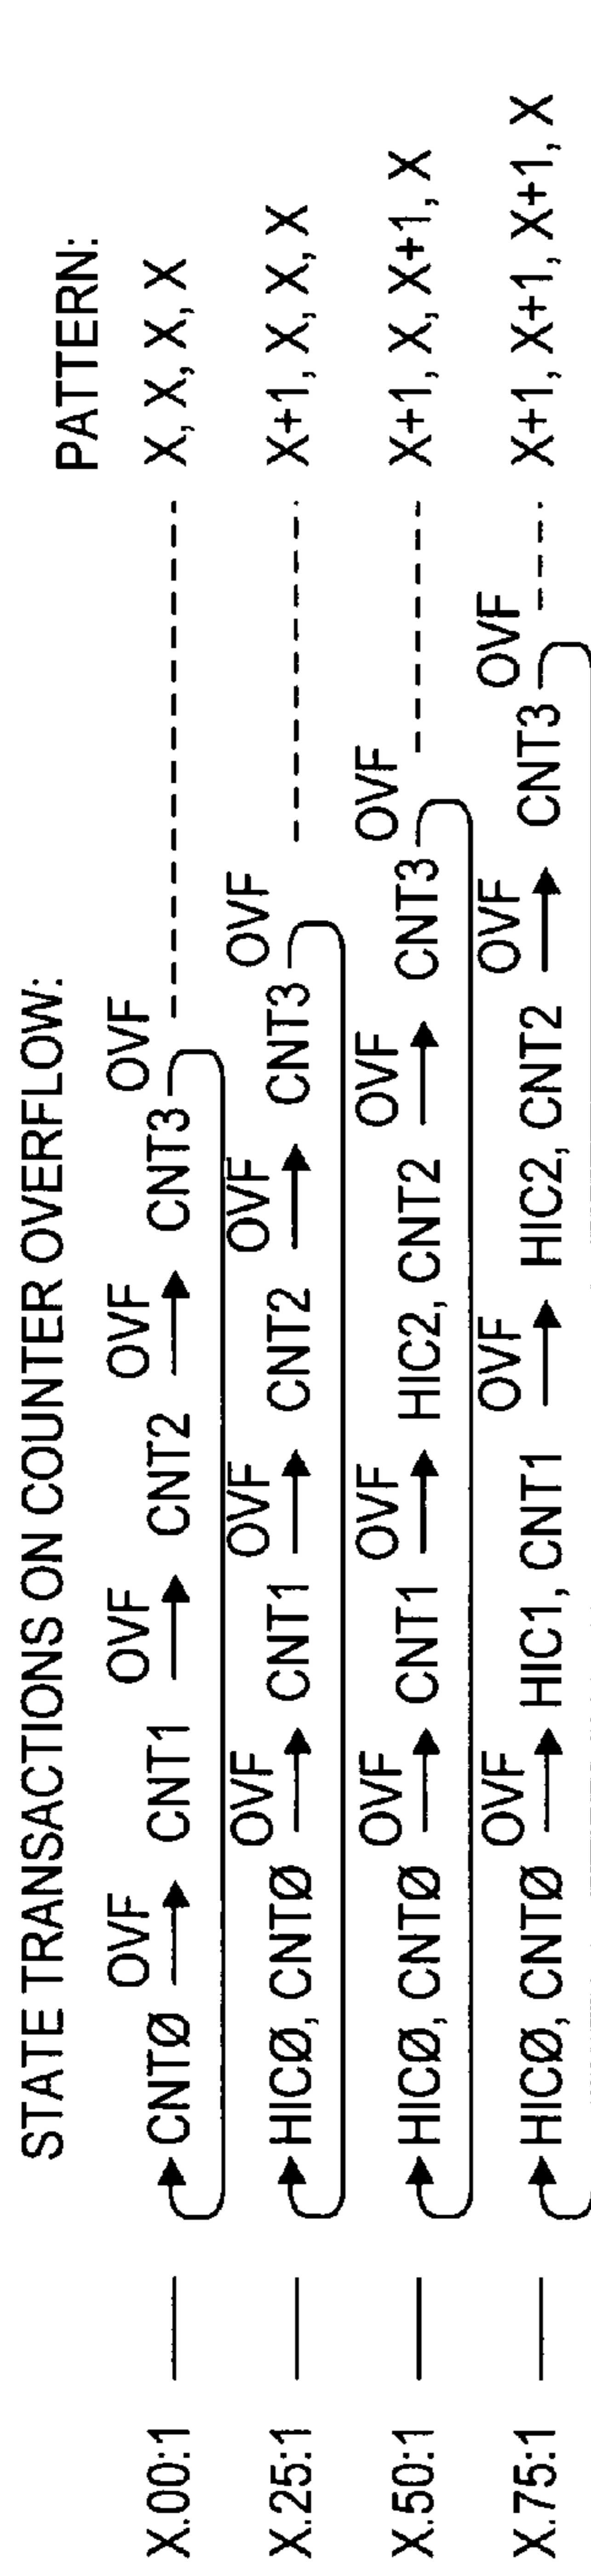 STATE TRANSACTIONS ON COUNTER OVERFLOW: PATTERN:
OVF OVF OVF OVF
X.00:1 CNTØ CNT1 CNT2 CNT3 X, X, X, X
OVF OVF OVF OVF
X.25:1 HICØ, CNTØ CNT1 CNT2 CNT3 X+1, X, X, X
OVF OVF OVF OVF
X.50:1 HICØ, CNTØ CNT1 HIC2, CNT2 CNT3 X+1, X, X+1, X
OVF OVF OVF OVF
X.75:1 HICØ, CNTØ HIC1, CNT1 HIC2, CNT2 CNT3 X+1, X+1, X+1, X